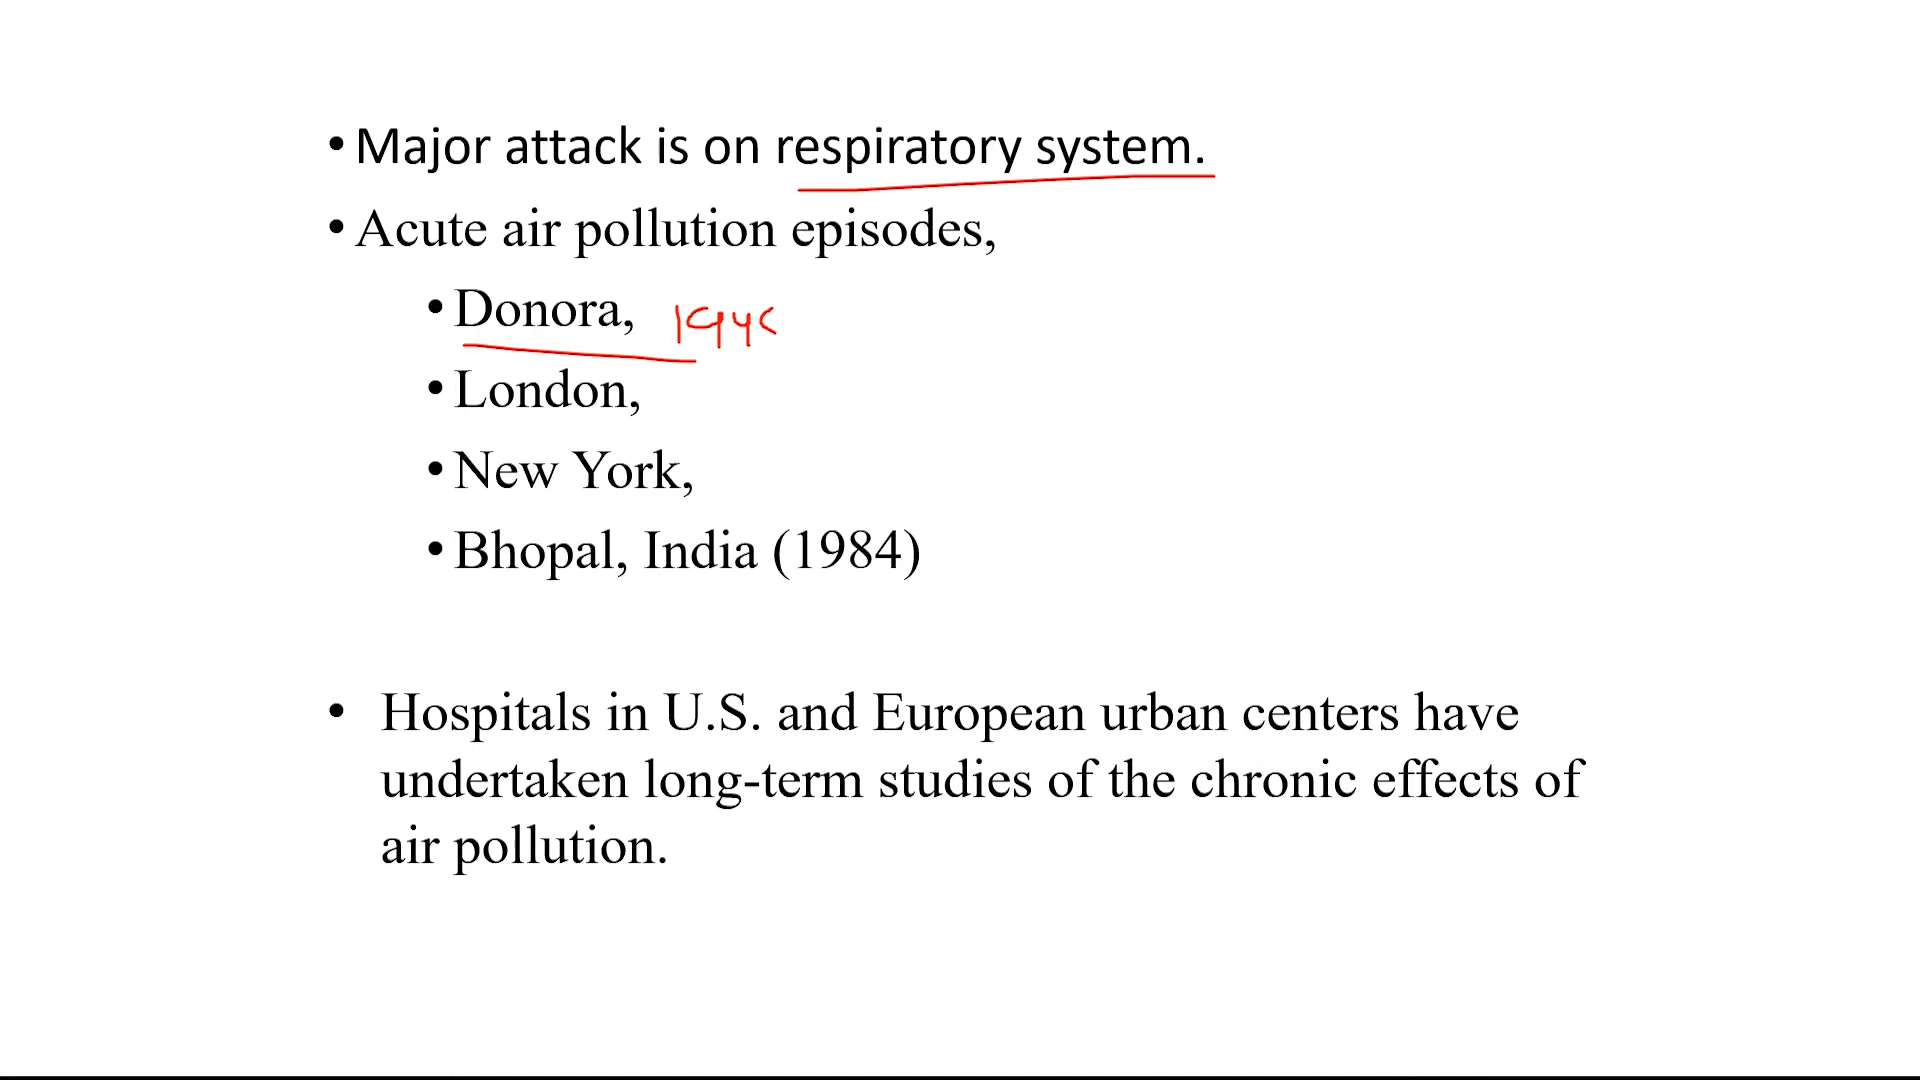 • Major attack is on respiratory system.
• Acute air pollution episodes,
• Donora,
• London,
• New York,
• Bhopal, India (1984)
• Hospitals in U.S. and European urban centers have
undertaken long-term studies of the chronic effects of
air pollution.